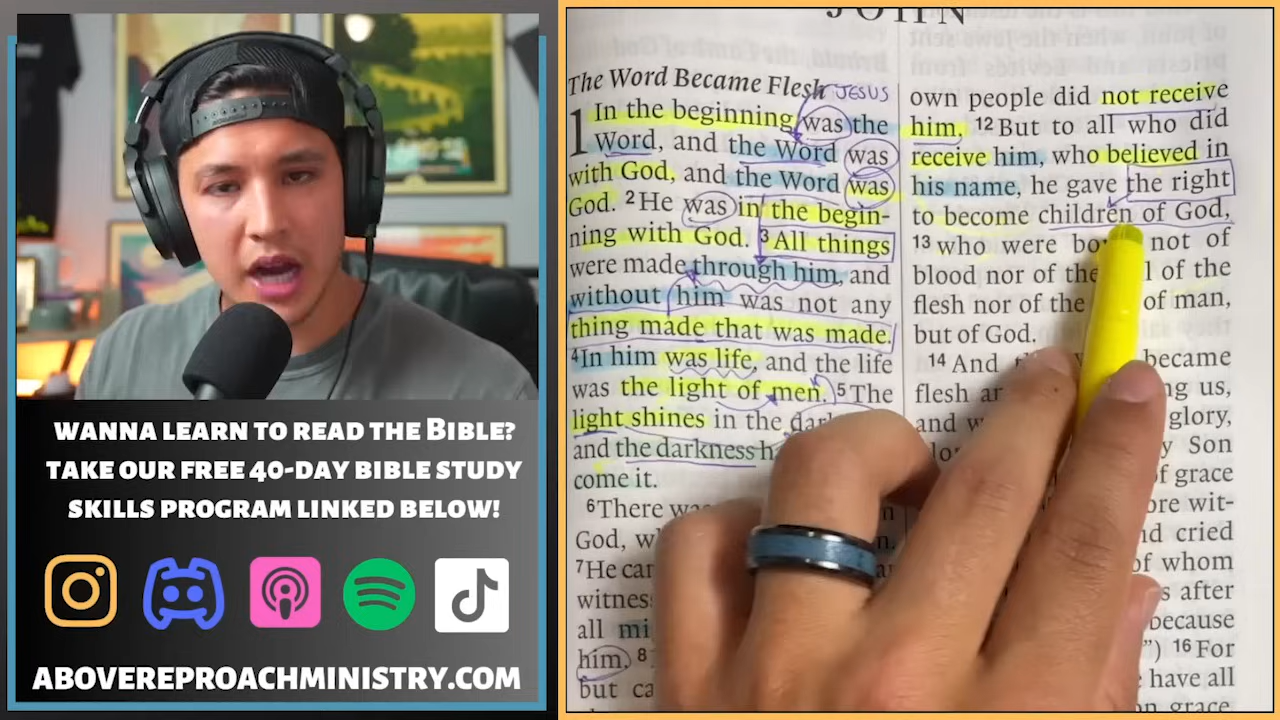 WANNA LEARN TO READ THE BIBLE?
TAKE OUR FREE 40-DAY BIBLE STUDY
SKILLS PROGRAM LINKED BELOW!
ABOVEREPROACHMINISTRY.COM
JOHN
The Word Became Flesh
JESUS
1 In the beginning was the
Word, and the Word was
with God, and the Word was
God. 2 He was in the begin-
ning with God. 3 All things
were made through him, and
without him was not any
thing made that was made.
4 In him was life, and the life
was the light of men. 5 The
light shines in the
and the darkness
come it.
6 There
God,
7 He
all
him. 8
but
own people did not receive
him. 12 But to all who did
receive him, who believed in
his name, he gave the right
to become children of God,
13 who were not of
blood nor of the of the
flesh nor of the of man,
but of God.
14 And became
flesh us,
and glory,
Son
of grace
cried
of whom
after
because
16 For
have all
grace